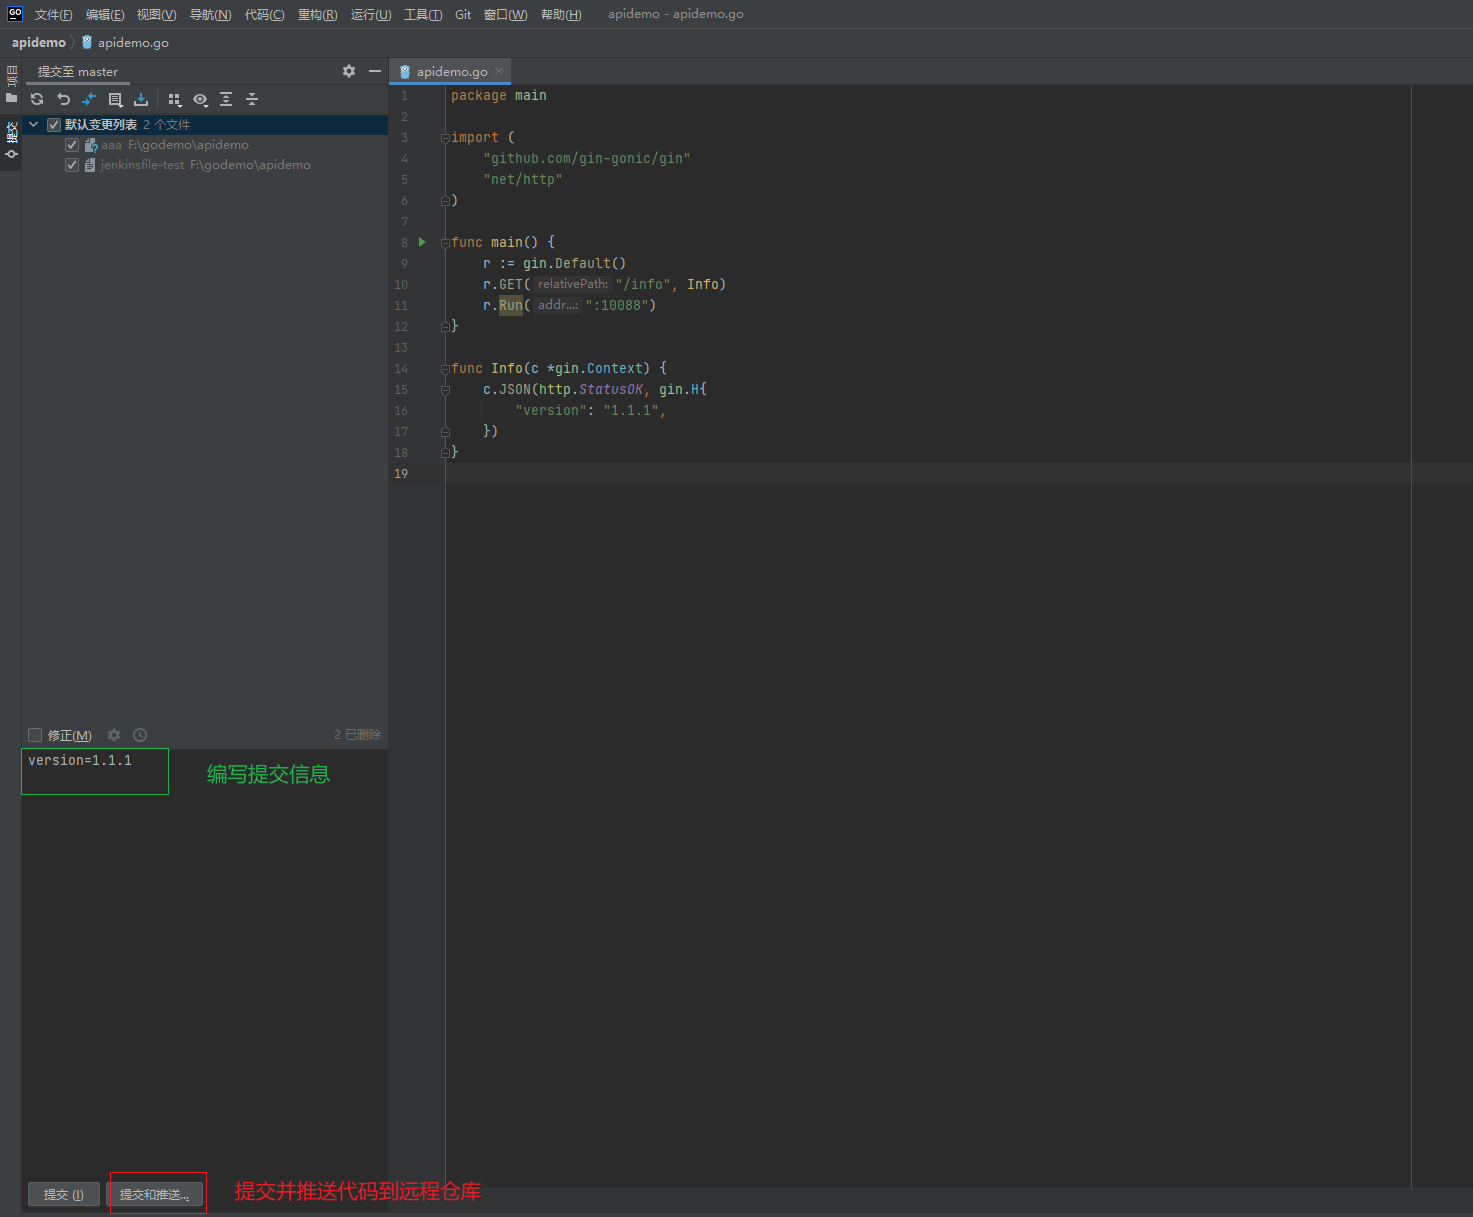 GO 文件(F) 编辑(E) 视图(V) 导航(N) 代码(C) 重构(R) 运行(U) 工具(T) Git 窗口(W) 帮助(H) apidemo - apidemo.go
apidemo apidemo.go
项目
提交
提交至 master
默认变更列表 2 个文件
aaa F:\godemo\apidemo
jenkinsfile-test F:\godemo\apidemo
修正(M) 2 已删除
version=1.1.1
编写提交信息
提交 (I) 提交和推送...
提交并推送代码到远程仓库
apidemo.go
1 package main
2
3 import (
4 "github.com/gin-gonic/gin"
5 "net/http"
6 )
7
8 func main() {
9 r := gin.Default()
10 r.GET( relativePath: "/info", Info)
11 r.Run( addr...: ":10088")
12 }
13
14 func Info(c *gin.Context) {
15 c.JSON(http.StatusOK, gin.H{
16 "version": "1.1.1",
17 })
18 }
19